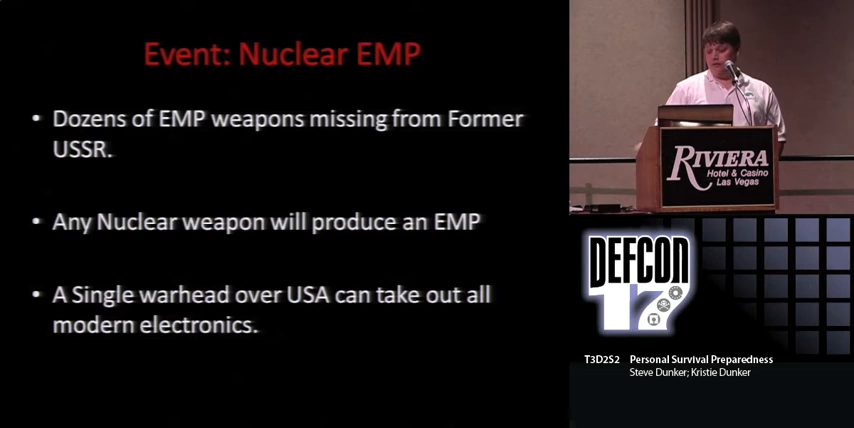 Event: Nuclear EMP
• Dozens of EMP weapons missing from Former
USSR.
• Any Nuclear weapon will produce an EMP
• A Single warhead over USA can take out all
modern electronics.
RIVIERA
Hotel & Casino
Las Vegas
DEFCON
17
T3D2S2 Personal Survival Preparedness
Steve Dunker; Kristie Dunker